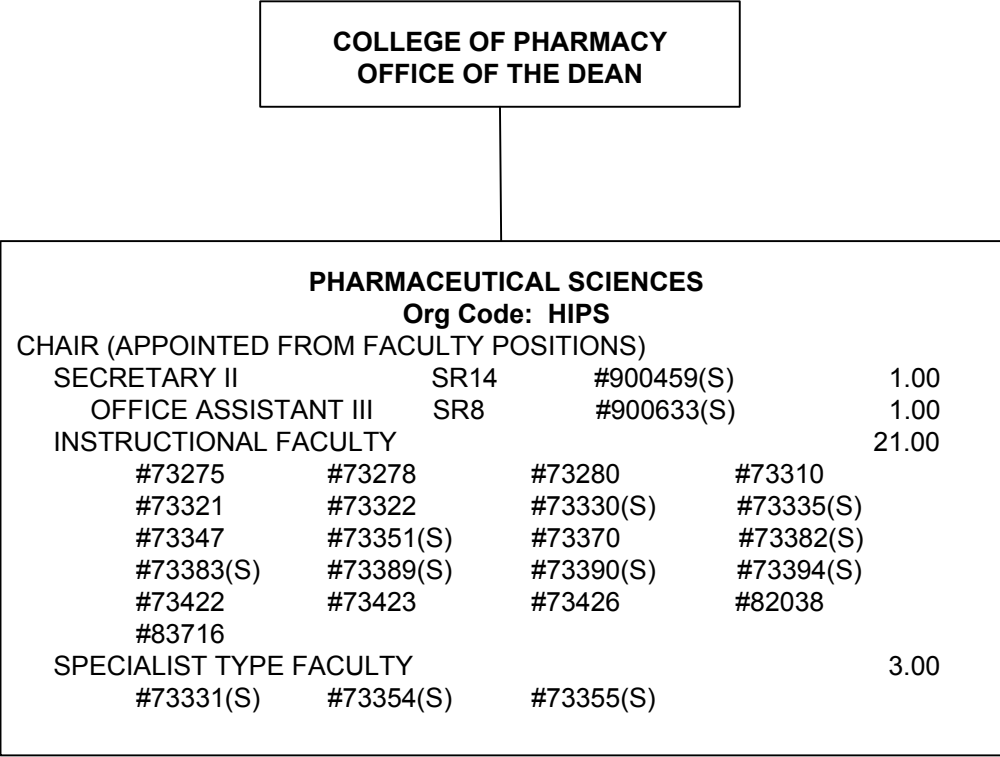 COLLEGE OF PHARMACY
OFFICE OF THE DEAN
PHARMACEUTICAL SCIENCES
Org Code: HIPS
CHAIR (APPOINTED FROM FACULTY POSITIONS)
SECRETARY II SR14 #900459(S) 1.00
OFFICE ASSISTANT III SR8 #900633(S) 1.00
INSTRUCTIONAL FACULTY 21.00
#73275 #73278 #73280 #73310
#73321 #73322 #73330(S) #73335(S)
#73347 #73351(S) #73370 #73382(S)
#73383(S) #73389(S) #73390(S) #73394(S)
#73422 #73423 #73426 #82038
#83716
SPECIALIST TYPE FACULTY 3.00
#73331(S) #73354(S) #73355(S)